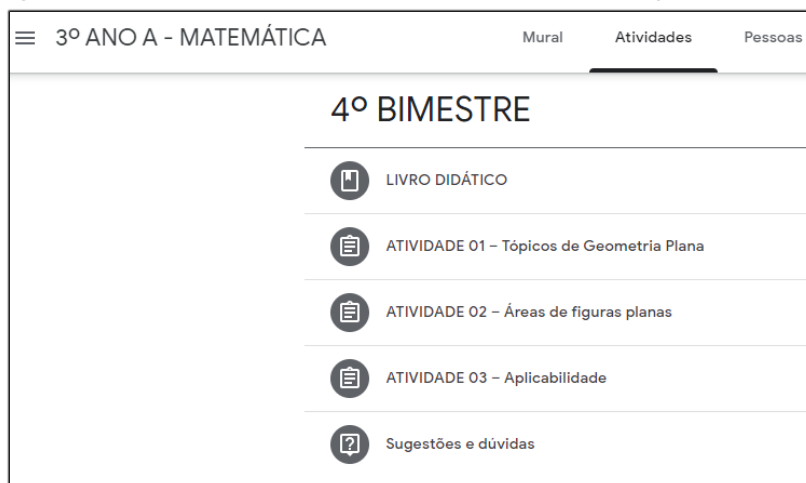 3º ANO A - MATEMÁTICA Mural Atividades Pessoas
4º BIMESTRE
LIVRO DIDÁTICO
ATIVIDADE 01 – Tópicos de Geometria Plana
ATIVIDADE 02 – Áreas de figuras planas
ATIVIDADE 03 – Aplicabilidade
Sugestões e dúvidas